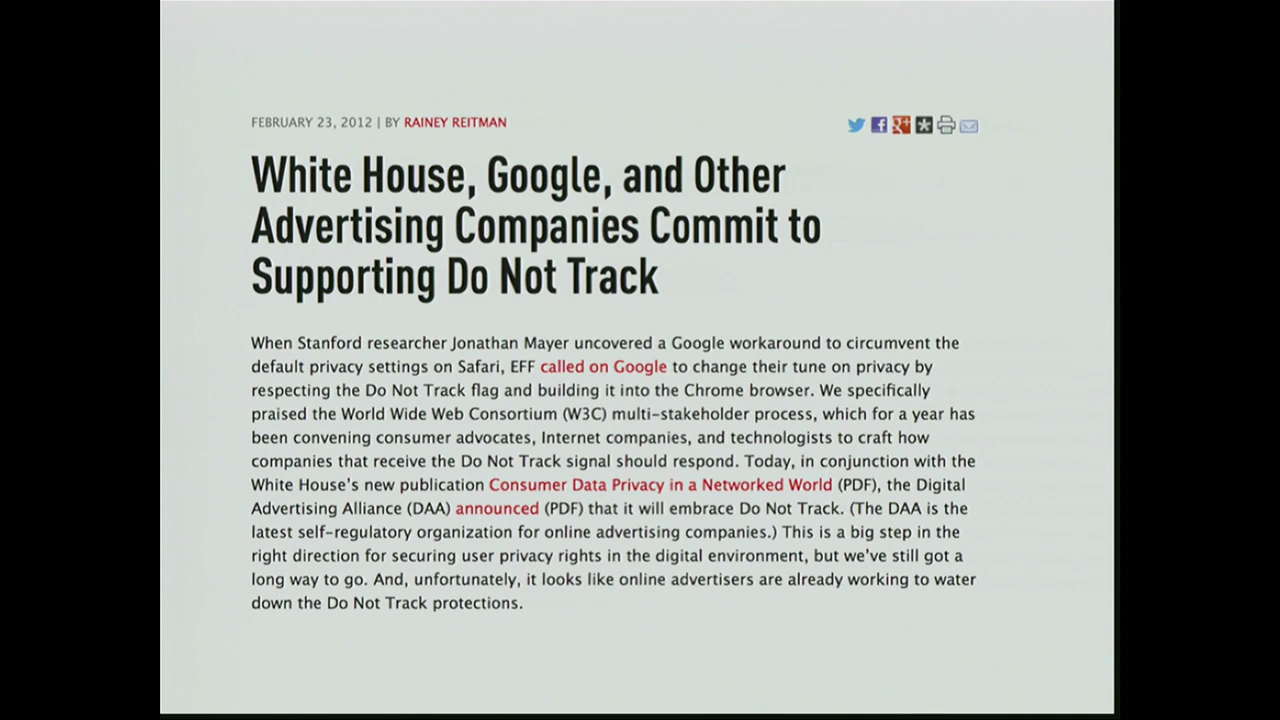 FEBRUARY 23, 2012 | BY RAINEY REITMAN
White House, Google, and Other
Advertising Companies Commit to
Supporting Do Not Track
When Stanford researcher Jonathan Mayer uncovered a Google workaround to circumvent the
default privacy settings on Safari, EFF called on Google to change their tune on privacy by
respecting the Do Not Track flag and building it into the Chrome browser. We specifically
praised the World Wide Web Consortium (W3C) multi-stakeholder process, which for a year has
been convening consumer advocates, Internet companies, and technologists to craft how
companies that receive the Do Not Track signal should respond. Today, in conjunction with the
White House's new publication Consumer Data Privacy in a Networked World (PDF), the Digital
Advertising Alliance (DAA) announced (PDF) that it will embrace Do Not Track. (The DAA is the
latest self-regulatory organization for online advertising companies.) This is a big step in the
right direction for securing user privacy rights in the digital environment, but we've still got a
long way to go. And, unfortunately, it looks like online advertisers are already working to water
down the Do Not Track protections.